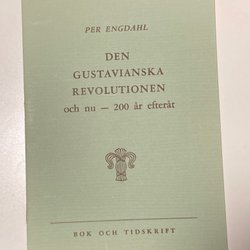 PER ENGDAHL
DEN
GUSTAVIANSKA
REVOLUTIONEN
och nu — 200 år efteråt
BOK OCH TIDSKRIFT